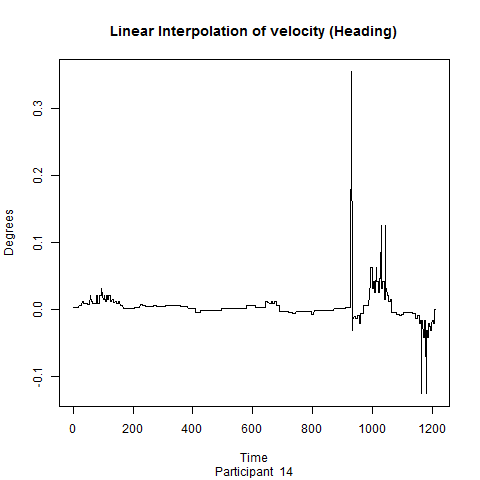 Linear Interpolation of velocity (Heading)
Degrees
0.3
0.2
0.1
0.0
-0.1
0 200 400 600 800 1000 1200
Time
Participant 14